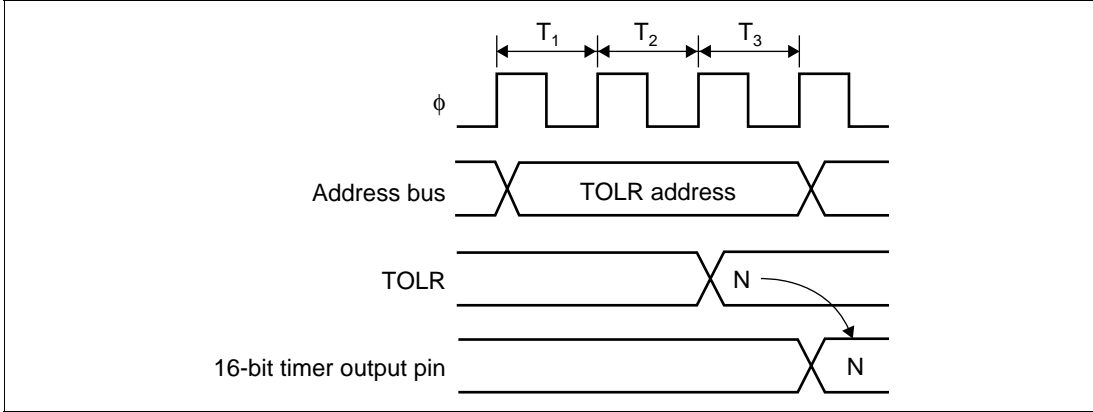 T1 T2 T3
φ
Address bus TOLR address
TOLR N
16-bit timer output pin N